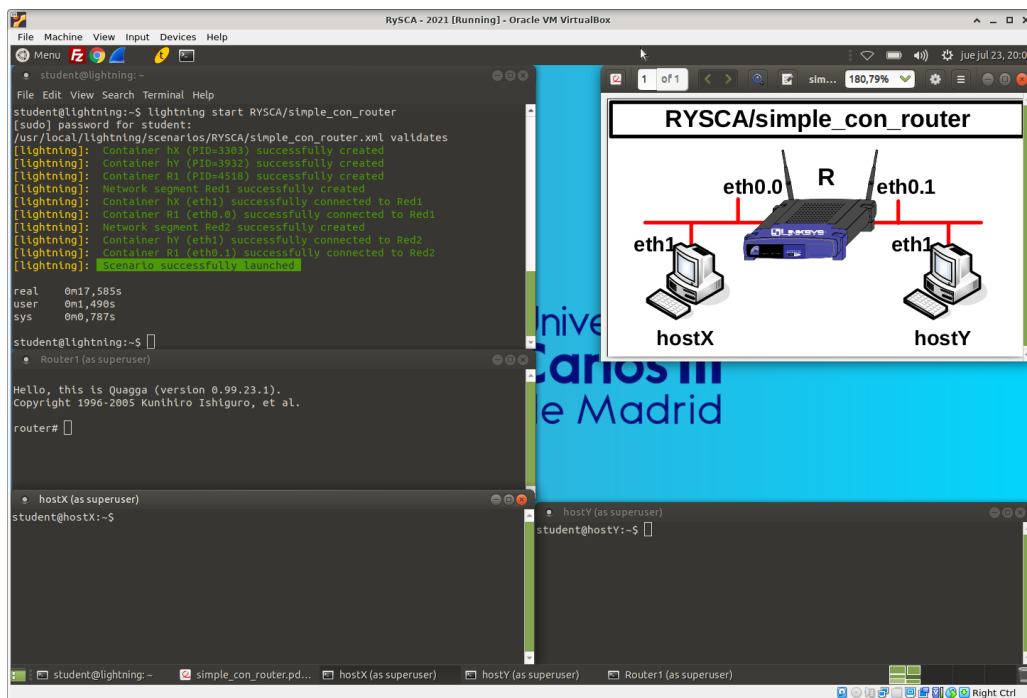 RySCA - 2021 [Running] - Oracle VM VirtualBox
File Machine View Input Devices Help
Menu
jue jul 23, 20:0
student@lightning: ~
File Edit View Search Terminal Help
student@lightning:~$ lightning start RYSCA/simple_con_router
[sudo] password for student:
/usr/local/lightning/scenarios/RYSCA/simple_con_router.xml validates
[lightning]: Container hX (PID=3303) successfully created
[lightning]: Container hY (PID=3932) successfully created
[lightning]: Container R1 (PID=4518) successfully created
[lightning]: Network segment Red1 successfully created
[lightning]: Container hX (eth1) successfully connected to Red1
[lightning]: Container R1 (eth0.0) successfully connected to Red1
[lightning]: Network segment Red2 successfully created
[lightning]: Container hY (eth1) successfully connected to Red2
[lightning]: Container R1 (eth0.1) successfully connected to Red2
[lightning]: Scenario successfully launched
real 0m17,585s
user 0m1,490s
sys 0m0,787s
student@lightning:~$
1 of 1 sim... 180,79%
RYSCA/simple_con_router
R
eth0.0 eth0.1
LINKSYS
eth1 eth1
hostX hostY
Unive
Carlos III
de Madrid
Router1 (as superuser)
Hello, this is Quagga (version 0.99.23.1).
Copyright 1996-2005 Kunihiro Ishiguro, et al.
router#
hostX (as superuser)
student@hostX:~$
hostY (as superuser)
student@hostY:~$
student@lightning: ~ simple_con_router.pd... hostX (as superuser) hostY (as superuser) Router1 (as superuser)
Right Ctrl